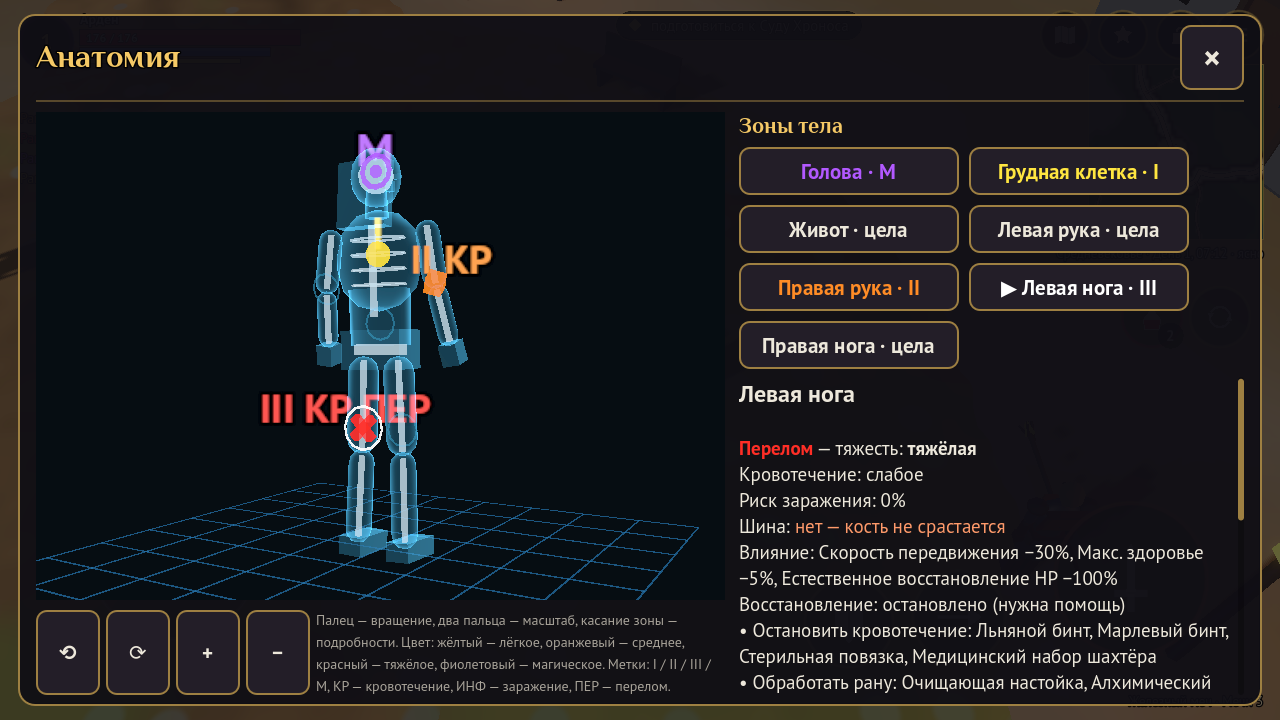 Анатомия
×
М
II КР
III КР ПЕР
⟲
⟳
+
−
Палец — вращение, два пальца — масштаб, касание зоны —
подробности. Цвет: жёлтый — лёгкое, оранжевый — среднее,
красный — тяжёлое, фиолетовый — магическое. Метки: I / II / III /
М, КР — кровотечение, ИНФ — заражение, ПЕР — перелом.
Зоны тела
Голова · М
Грудная клетка · I
Живот · цела
Левая рука · цела
Правая рука · II
▶ Левая нога · III
Правая нога · цела
Левая нога
Перелом — тяжесть: тяжёлая
Кровотечение: слабое
Риск заражения: 0%
Шина: нет — кость не срастается
Влияние: Скорость передвижения −30%, Макс. здоровье
−5%, Естественное восстановление HP −100%
Восстановление: остановлено (нужна помощь)
• Остановить кровотечение: Льняной бинт, Марлевый бинт,
Стерильная повязка, Медицинский набор шахтёра
• Обработать рану: Очищающая настойка, Алхимический